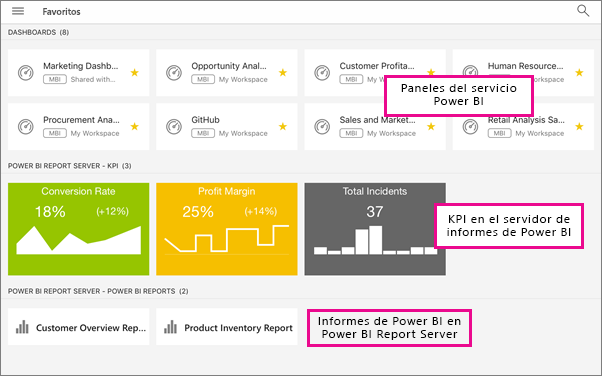 Favoritos
DASHBOARDS (8)
Marketing Dashb...
MBI Shared with...
Opportunity Anal...
MBI My Workspace
Customer Profita...
MBI My
Human Resource...
Workspace
Paneles del servicio
Power BI
Procurement Ana...
MBI My Workspace
GitHub
MBI My Workspace
Sales and Market...
MBI My Workspace
Retail Analysis Sa...
MBI My Workspace
POWER BI REPORT SERVER - KPI (3)
Conversion Rate
18% (+12%)
Profit Margin
25% (+14%)
Total Incidents
37
KPI en el servidor de
informes de Power BI
POWER BI REPORT SERVER - POWER BI REPORTS (2)
Customer Overview Rep...
Product Inventory Report
Informes de Power BI en
Power BI Report Server